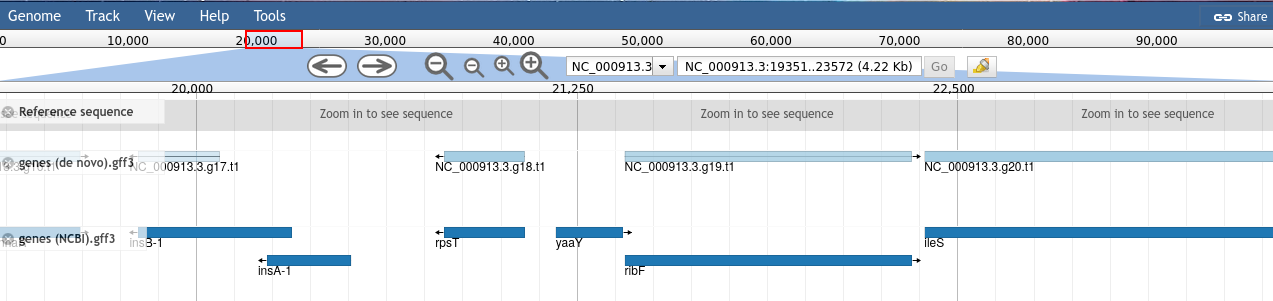 Genome Track View Help Tools Share
0 10,000 20,000 30,000 40,000 50,000 60,000 70,000 80,000 90,000
NC_000913.3 NC_000913.3:19351..23572 (4.22 Kb) Go
20,000 21,250 22,500
Reference sequence Zoom in to see sequence Zoom in to see sequence Zoom in to see sequence
genes (de novo).gff3
NC_000913.3.g17.t1 NC_000913.3.g18.t1 NC_000913.3.g19.t1 NC_000913.3.g20.t1
genes (NCBI).gff3
insB-1 rpsT yaaY ileS
insA-1 ribF